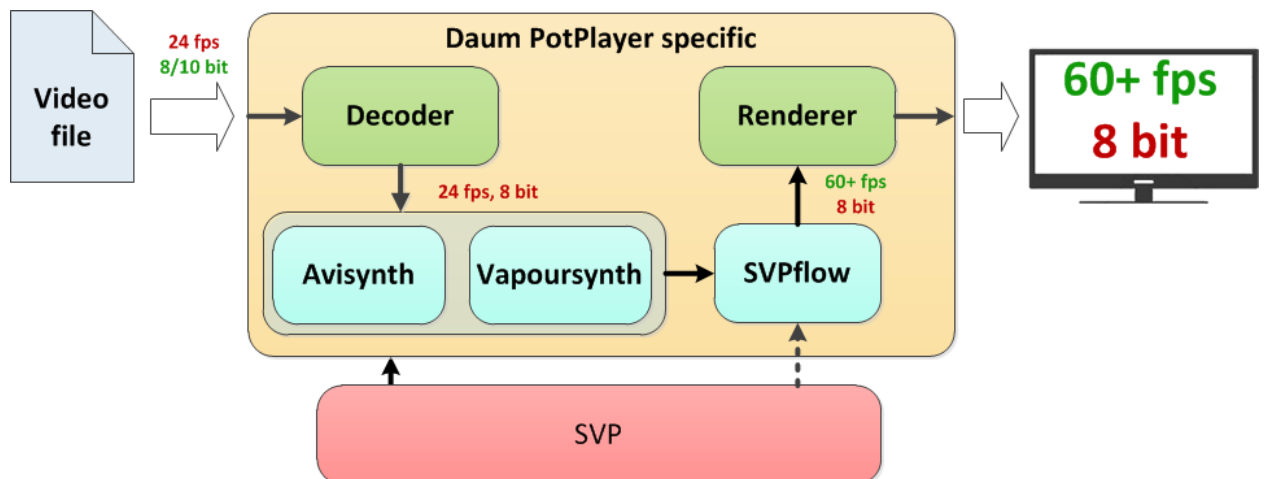 Daum PotPlayer specific
24 fps
8/10 bit
Video
file
Decoder
Renderer
60+ fps
8 bit
24 fps, 8 bit
60+ fps
8 bit
Avisynth
Vapoursynth
SVPflow
SVP